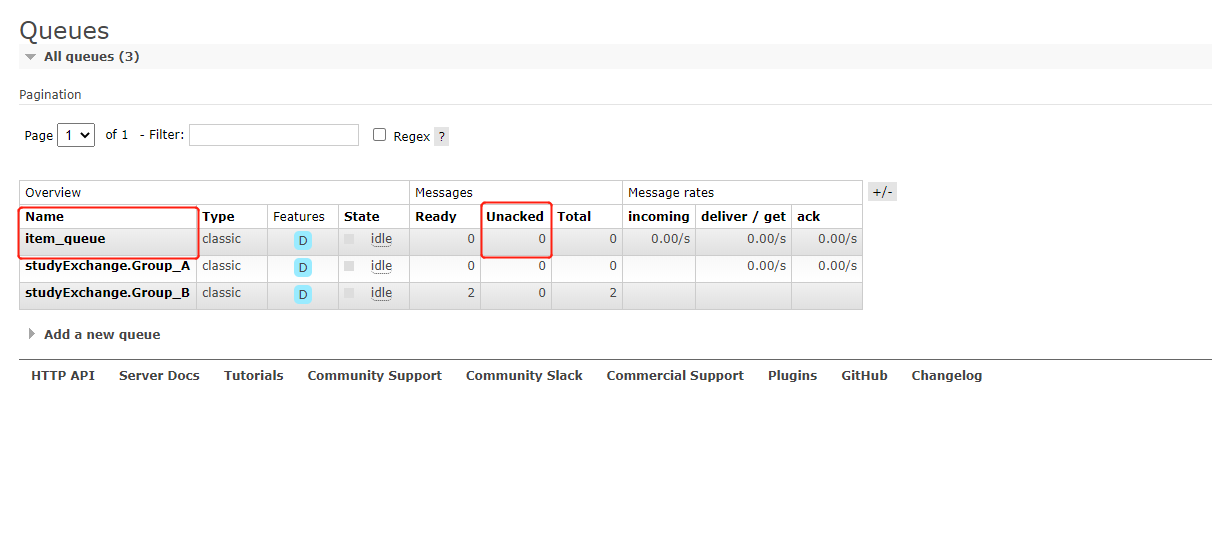 Queues
All queues (3)
Pagination
Page 1 of 1 - Filter: Regex ?
Overview Messages Message rates +/-
Name Type Features State Ready Unacked Total incoming deliver / get ack
item_queue classic D idle 0 0 0 0.00/s 0.00/s 0.00/s
studyExchange.Group_A classic D idle 0 0 0 0.00/s 0.00/s
studyExchange.Group_B classic D idle 2 0 2
Add a new queue
HTTP API Server Docs Tutorials Community Support Community Slack Commercial Support Plugins GitHub Changelog